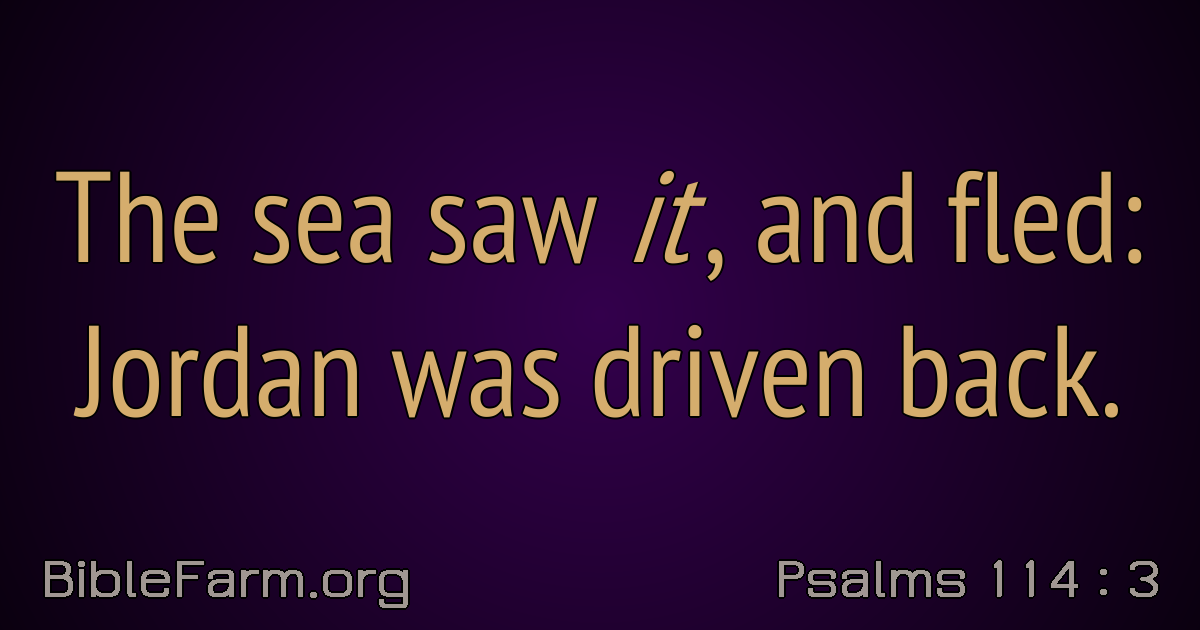 The sea saw it, and fled:
Jordan was driven back.
BibleFarm.org
Psalms 114 : 3